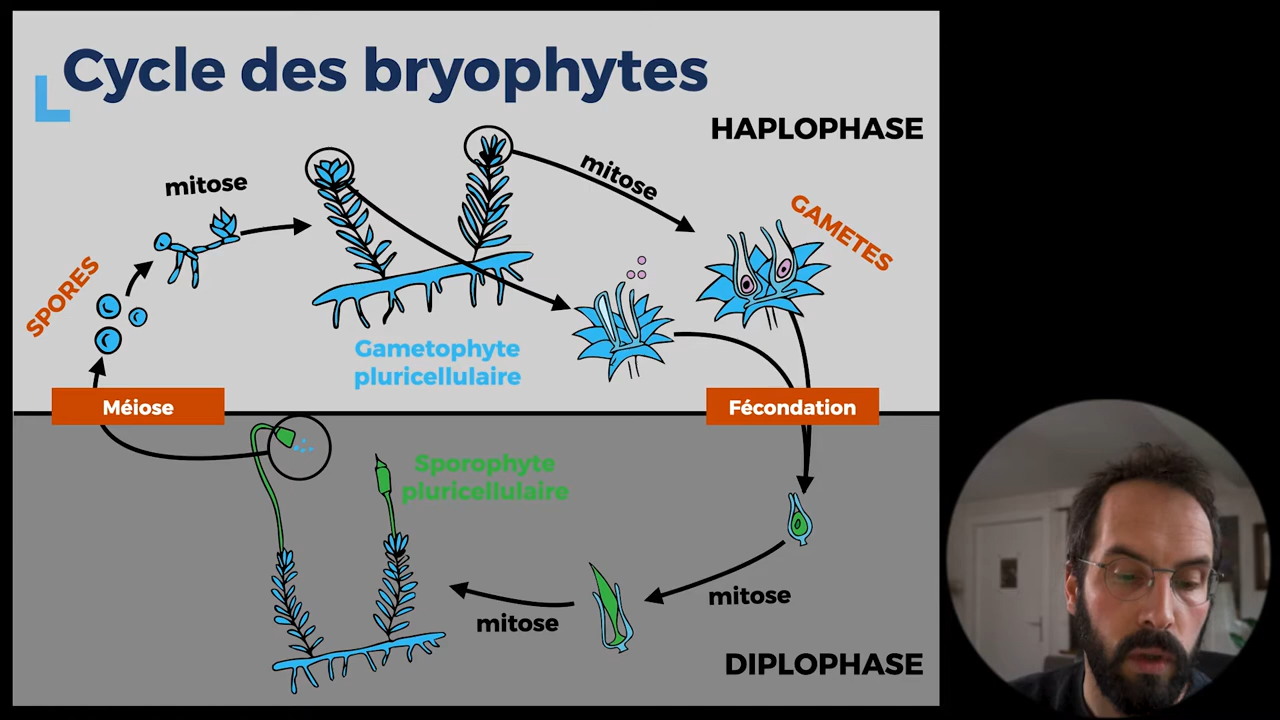 Cycle des bryophytes
HAPLOPHASE
mitose
mitose
GAMETES
SPORES
Gametophyte
pluricellulaire
Méiose
Fécondation
Sporophyte
pluricellulaire
mitose
mitose
DIPLOPHASE